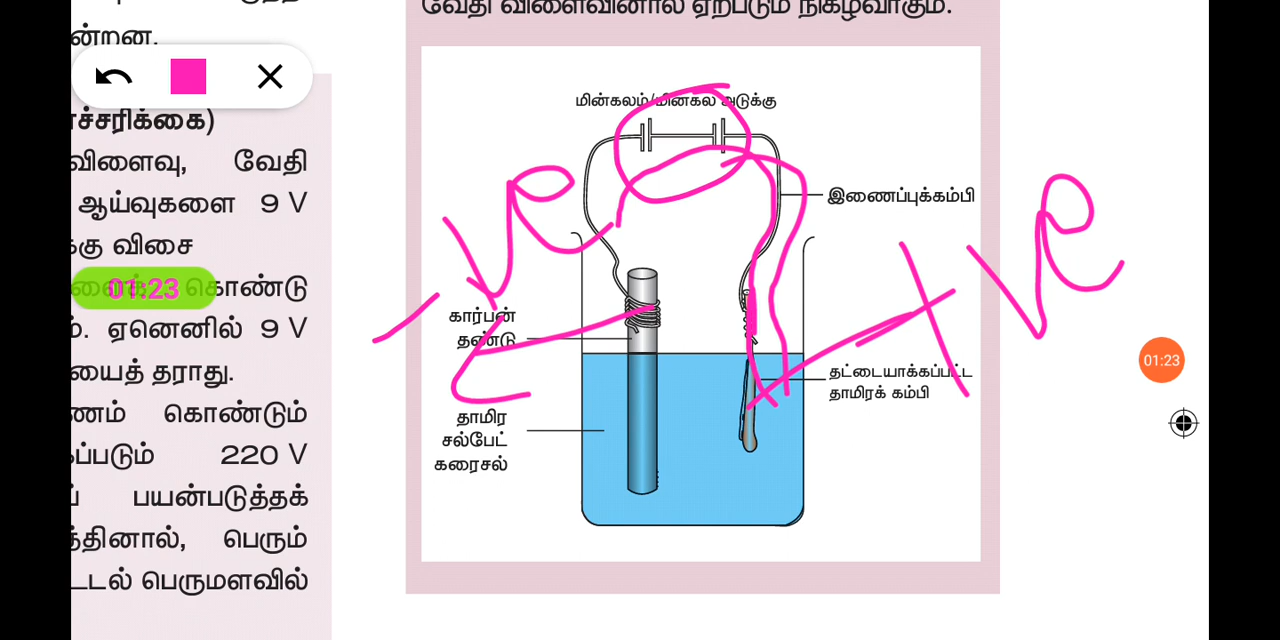 வேதி விளைவினால் ஏற்படும் நிகழ்வாகும்.
ன்றன.
ச்சரிக்கை)
விளைவு, வேதி
ஆய்வுகளை 9 V
க்கு விசை
கொண்டு
01:23
ம். ஏனெனில் 9 V
யைத் தராது.
ணம் கொண்டும்
கப்படும் 220 V
ப் பயன்படுத்தக்
த்தினால், பெரும்
ட்டல் பெருமளவில்
மின்கலம்/மின்கல அடுக்கு
இணைப்புக்கம்பி
கார்பன்
தண்டு
தட்டையாக்கப்பட்ட
தாமிரக் கம்பி
தாமிர
சல்பேட்
கரைசல்
-ve
+ve
01:23